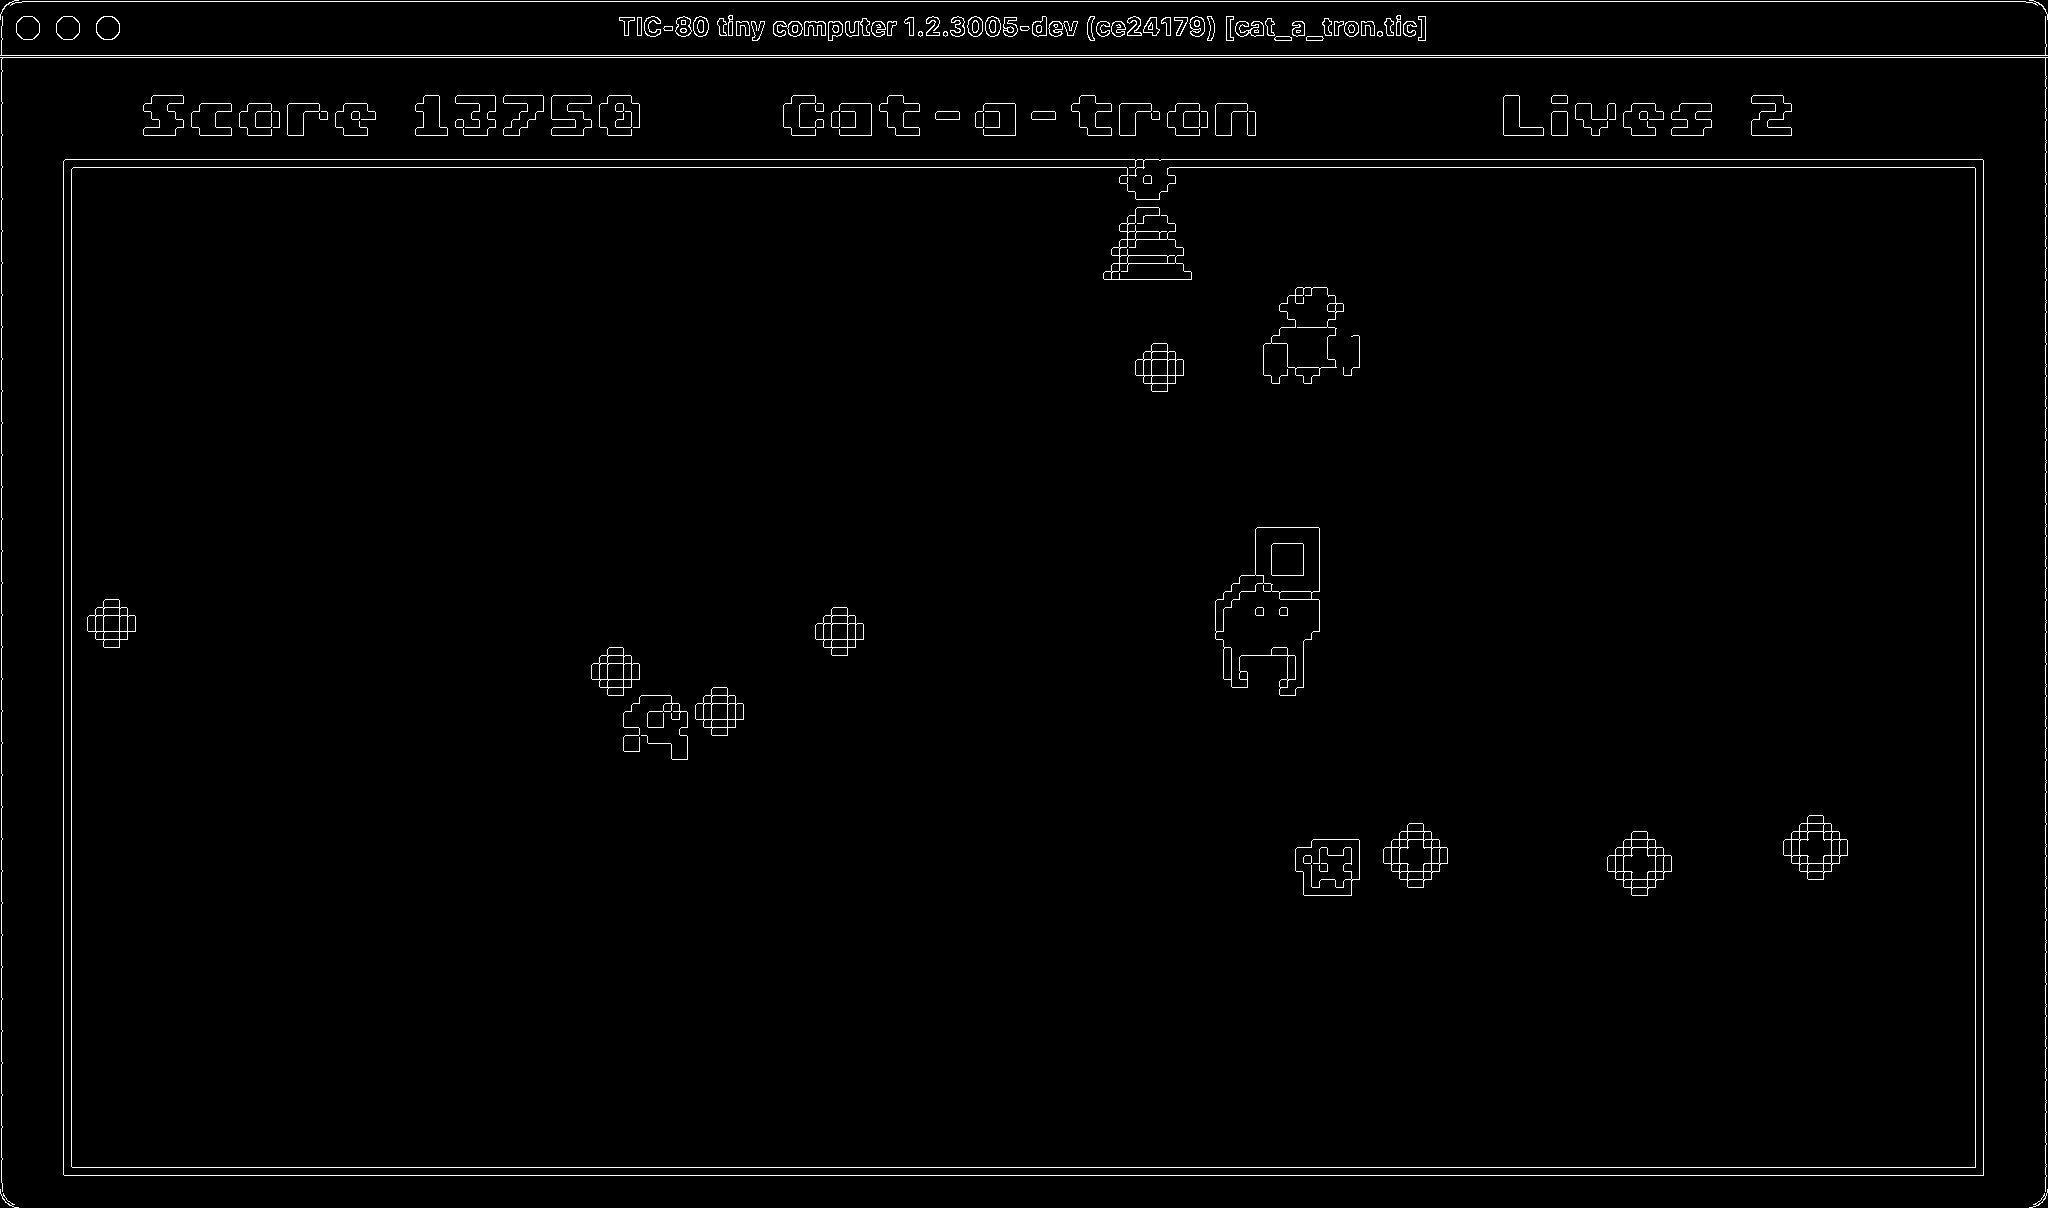 TIC-80 tiny computer 1.2.3005-dev (ce24179) [cat_a_tron.tic]
Score 13750 Cat-a-tron Lives 2